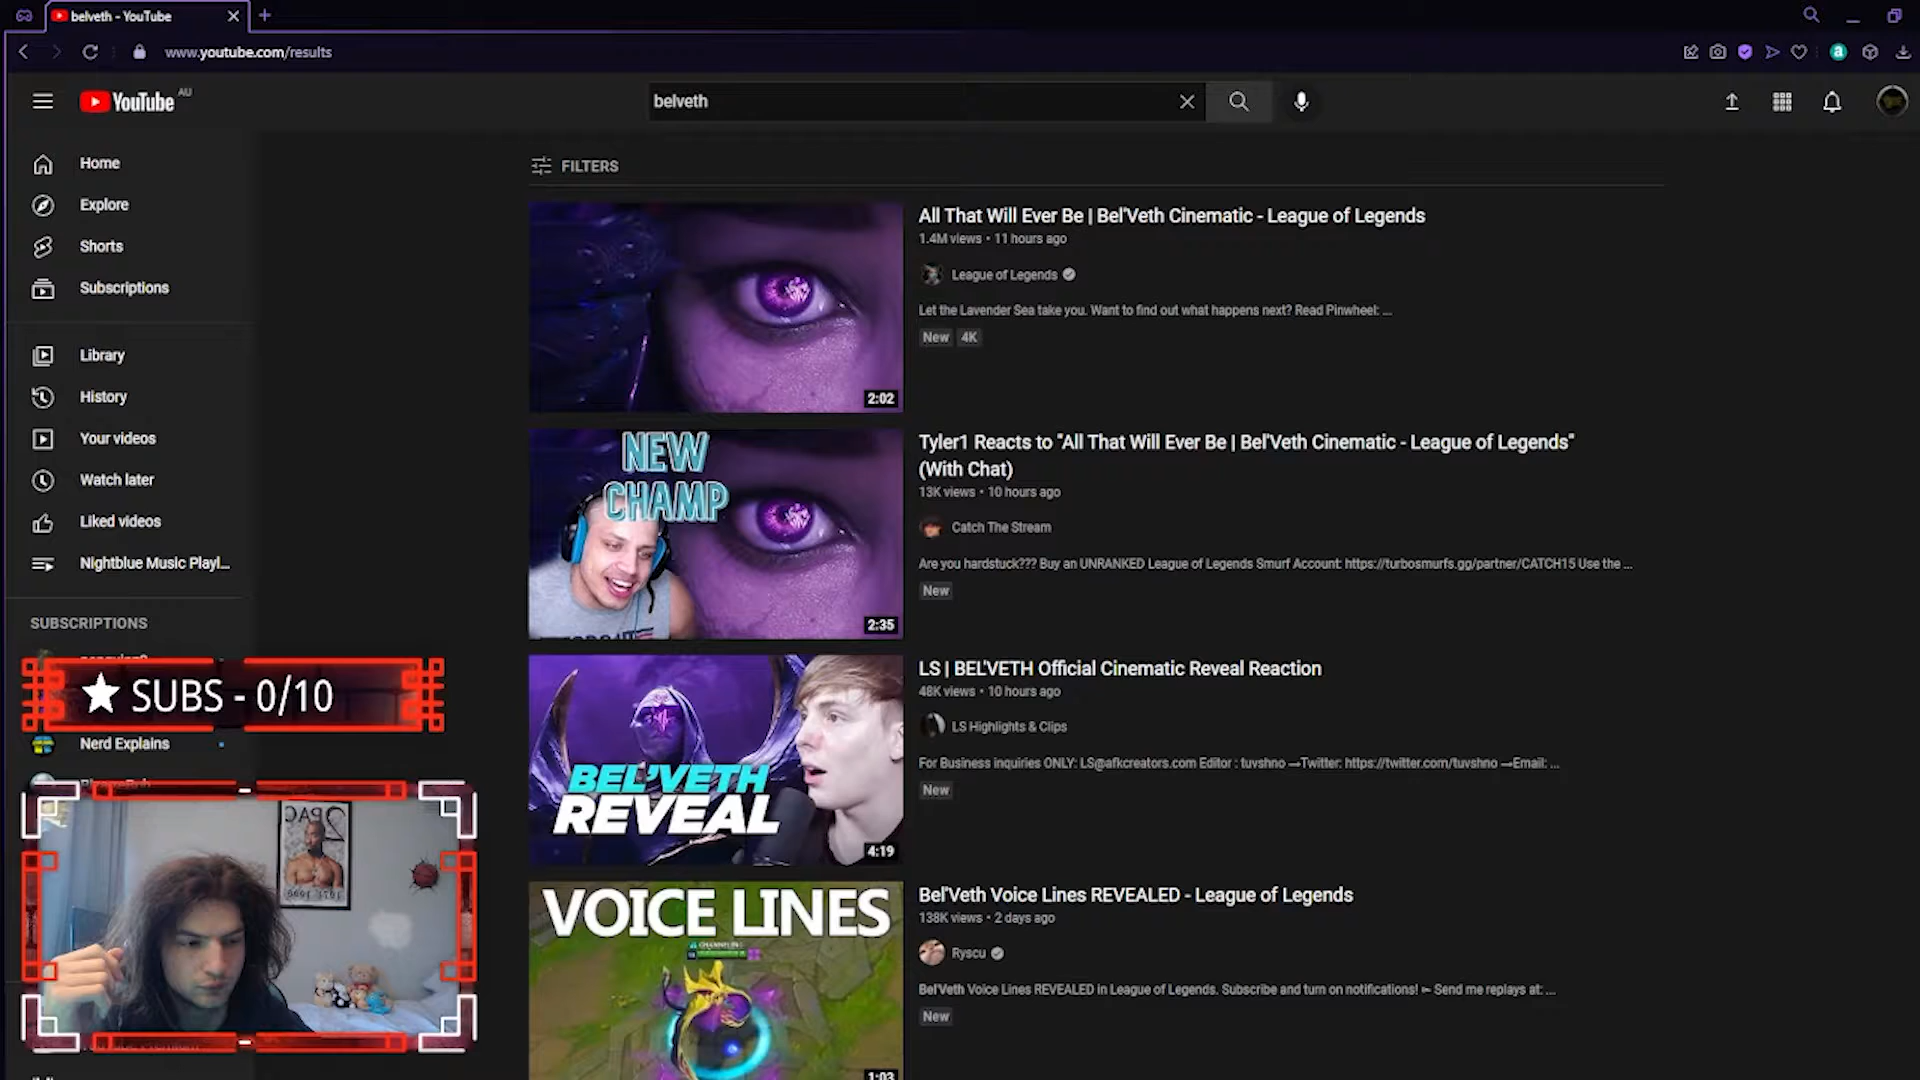 belveth - YouTube
www.youtube.com/results
YouTube AU
belveth
Home
Explore
Shorts
Subscriptions
Library
History
Your videos
Watch later
Liked videos
Nightblue Music Playl...
SUBSCRIPTIONS
SUBS - 0/10
Nerd Explains
2PAC
FILTERS
2:02
All That Will Ever Be | Bel'Veth Cinematic - League of Legends
1.4M views • 11 hours ago
League of Legends
Let the Lavender Sea take you. Want to find out what happens next? Read Pinwheel: ...
New 4K
NEW
CHAMP
2:35
Tyler1 Reacts to "All That Will Ever Be | Bel'Veth Cinematic - League of Legends"
(With Chat)
13K views • 10 hours ago
Catch The Stream
Are you hardstuck??? Buy an UNRANKED League of Legends Smurf Account: https://turbosmurfs.gg/partner/CATCH15 Use the ...
New
BEL'VETH
REVEAL
4:19
LS | BEL'VETH Official Cinematic Reveal Reaction
48K views • 10 hours ago
LS Highlights & Clips
For Business inquiries ONLY: LS@afkcreators.com Editor : tuvshno —Twitter: https://twitter.com/tuvshno —Email: ...
New
VOICE LINES
CHANNELING
1:03
Bel'Veth Voice Lines REVEALED - League of Legends
138K views • 2 days ago
Ryscu
Bel'Veth Voice Lines REVEALED in League of Legends. Subscribe and turn on notifications! ► Send me replays at: ...
New